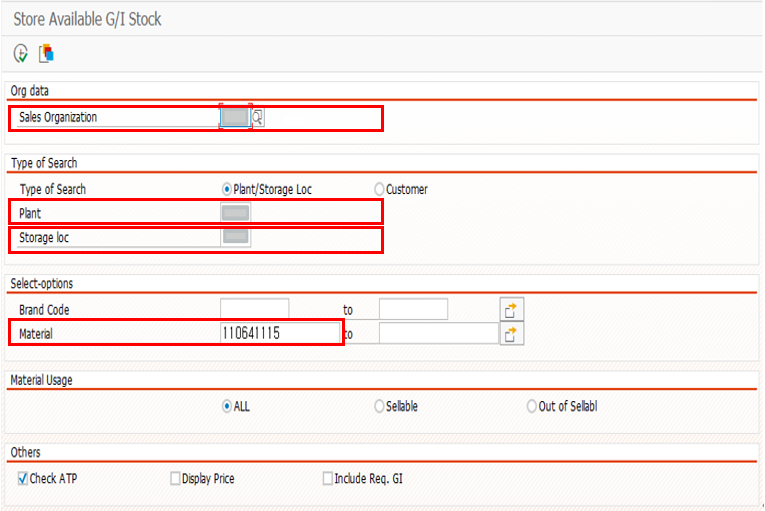 Store Available G/I Stock
Org data
Sales Organization
Type of Search
Type of Search Plant/Storage Loc Customer
Plant
Storage loc
Select-options
Brand Code to
Material 110641115 to
Material Usage
ALL Sellable Out of Sellabl
Others
Check ATP Display Price Include Req. GI